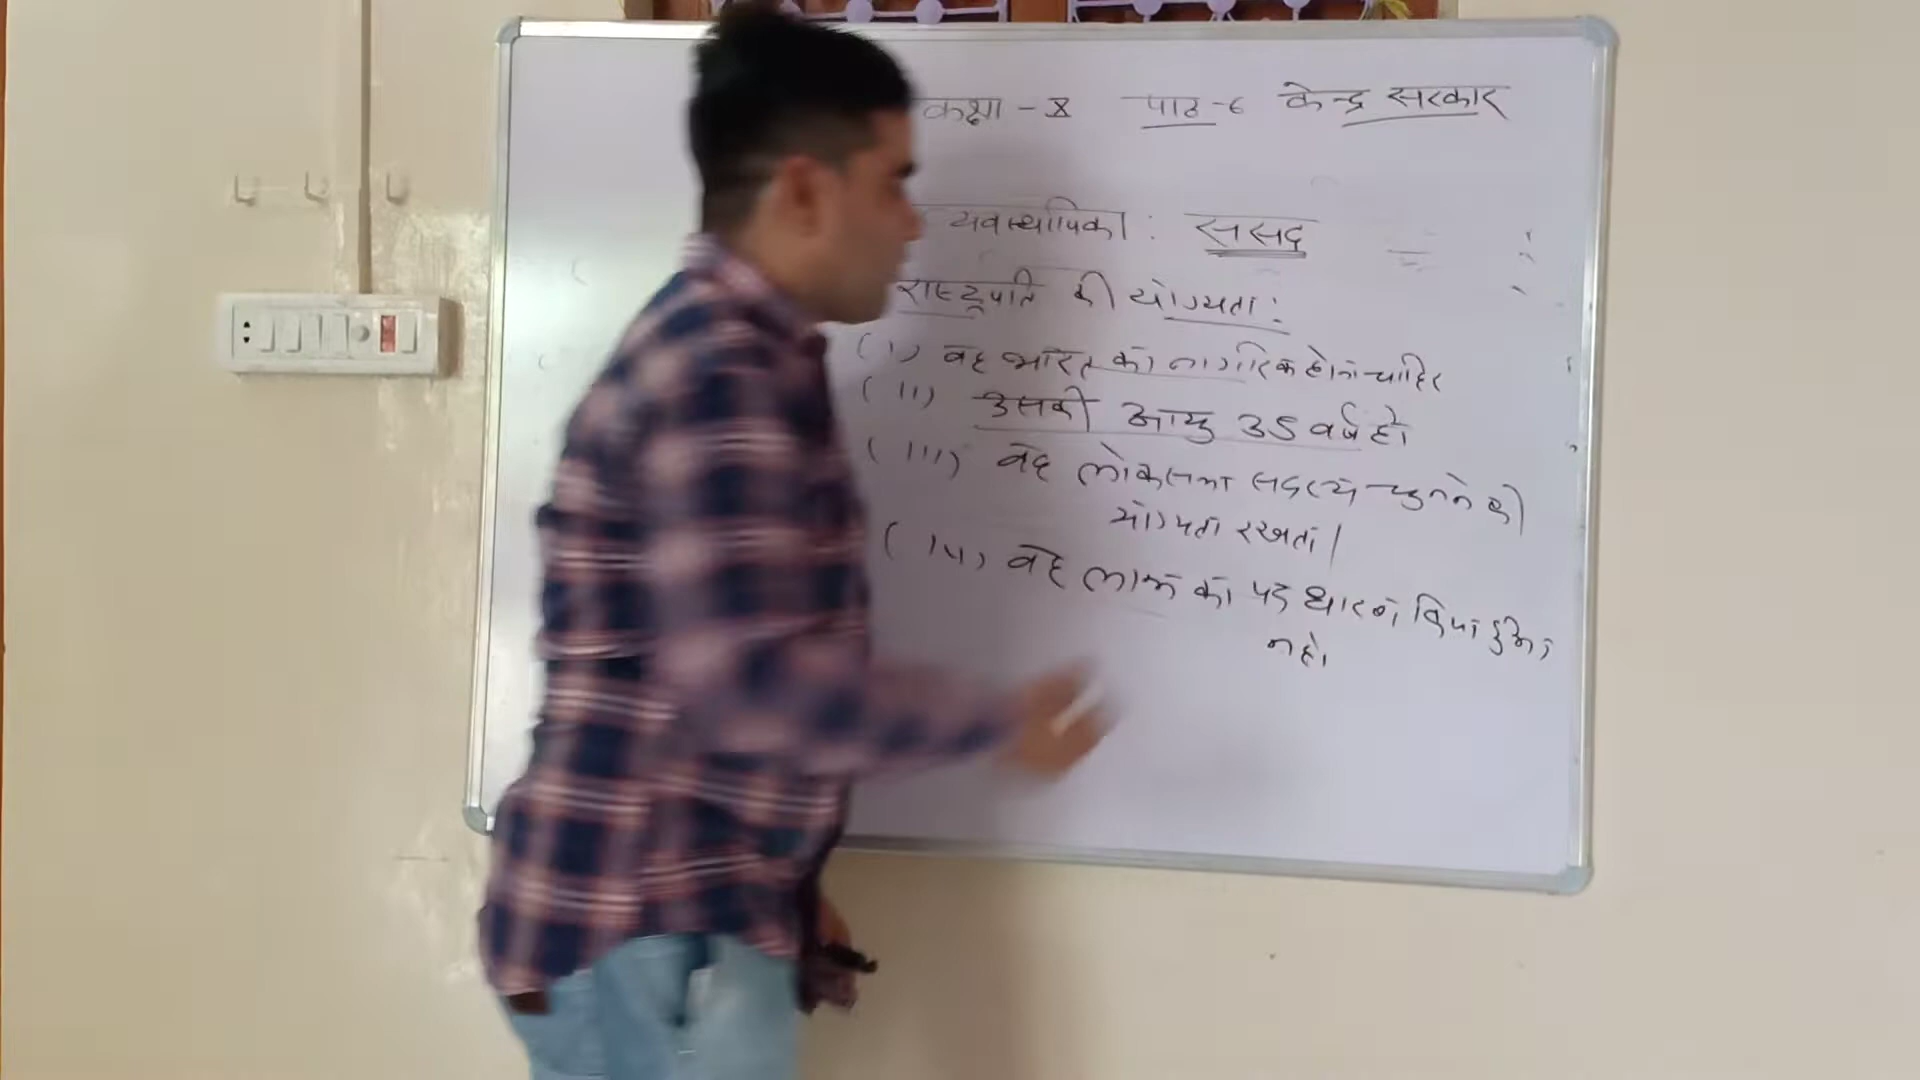 कक्षा - X पाठ - 6 केन्द्र सरकार
व्यवस्थापिका : संसद
राष्ट्रपति की योग्यता :
(i) वह भारत का नागरिक होना चाहिए
(ii) उसकी आयु 35 वर्ष हो
(iii) वह लोकसभा सदस्य चुनने की
योग्यता रखता।
(iv) वह लाभ का पद धारण किया हुआ
न हो।